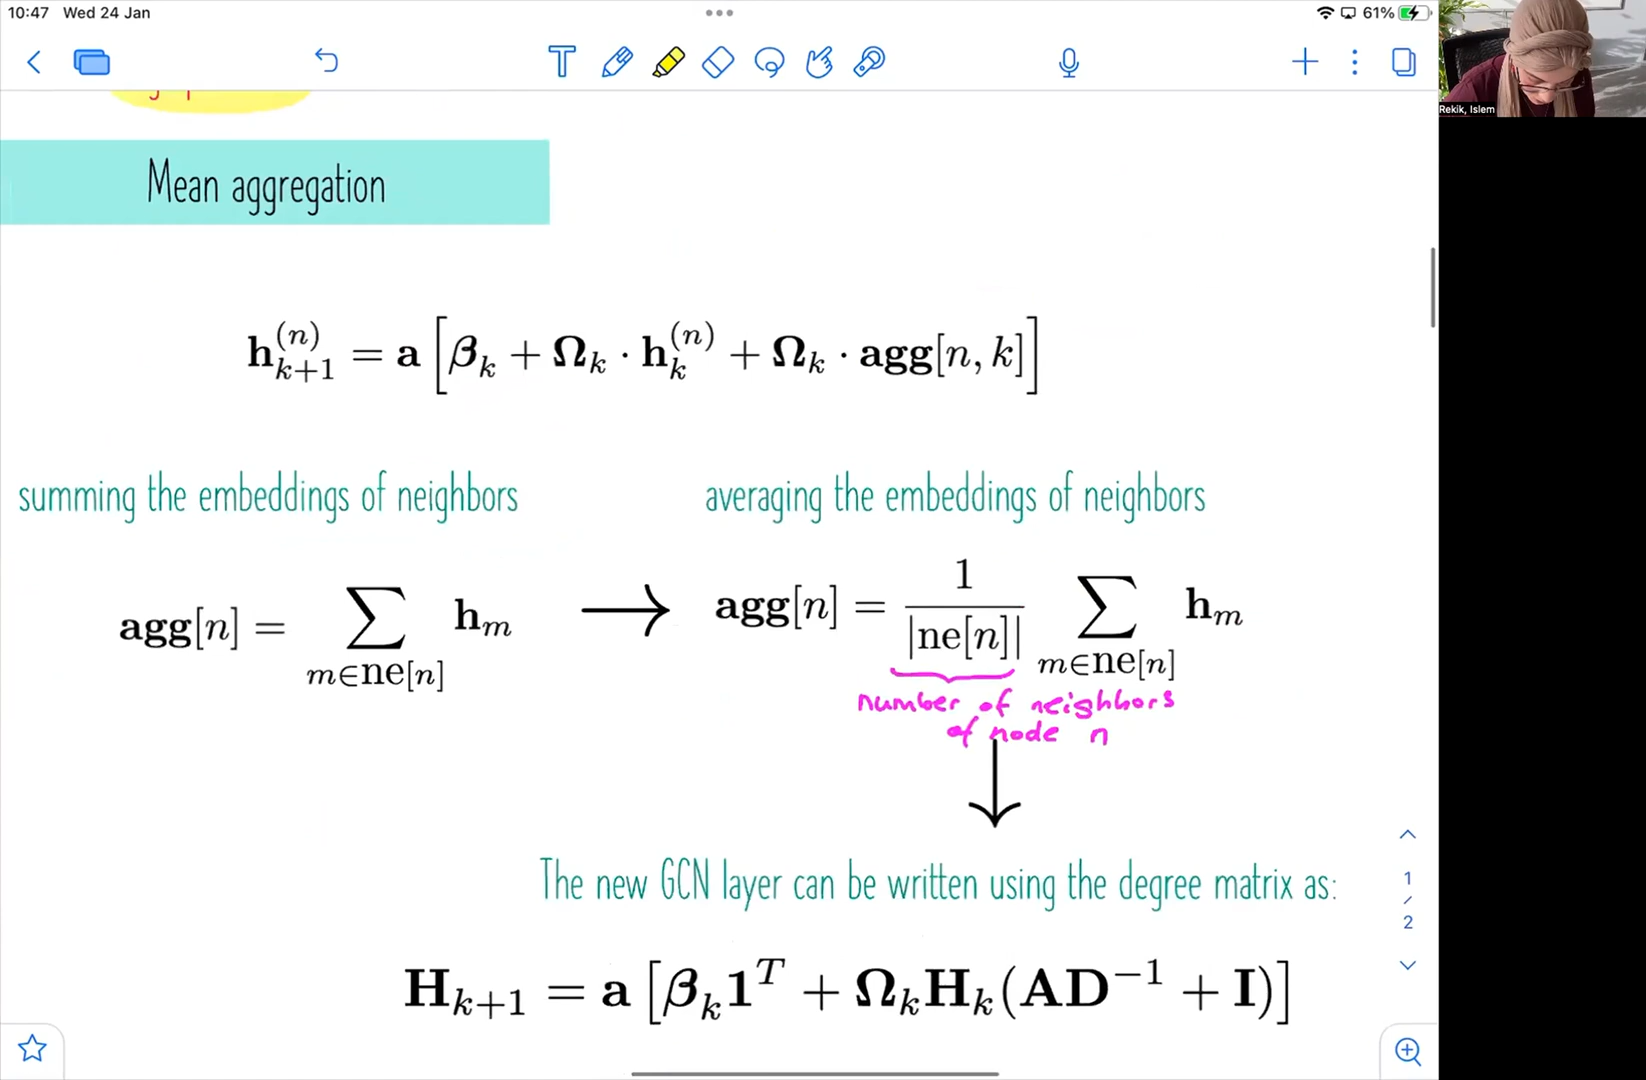 10:47 Wed 24 Jan
61%
Rekik, Islem
Mean aggregation
h_{k+1}^{(n)} = a[β_k + Ω_k · h_k^{(n)} + Ω_k · agg[n, k]]
summing the embeddings of neighbors
averaging the embeddings of neighbors
agg[n] = ∑_{m∈ne[n]} h_m → agg[n] = 1/|ne[n]| ∑_{m∈ne[n]} h_m
number of neighbors
of node n
The new GCN layer can be written using the degree matrix as:
1
/
2
H_{k+1} = a[β_k 1^T + Ω_k H_k (AD^{-1} + I)]